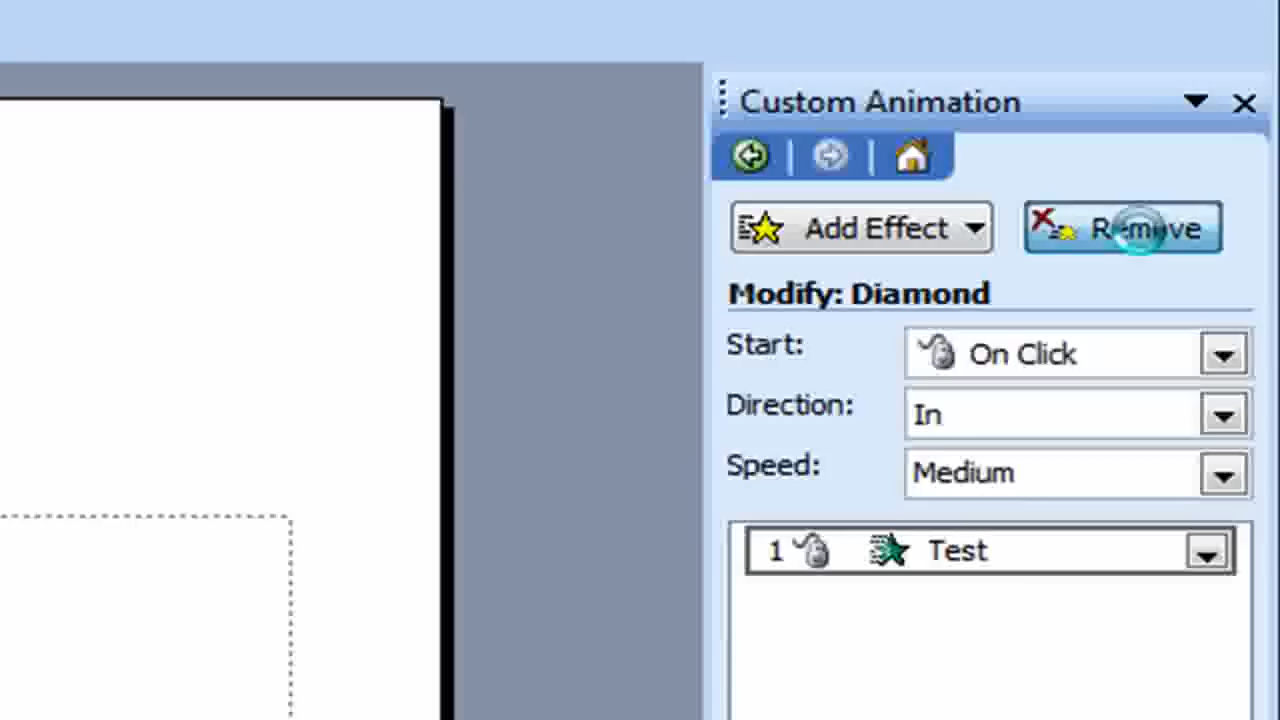 Custom Animation
Add Effect Remove
Modify: Diamond
Start: On Click
Direction: In
Speed: Medium
1 Test